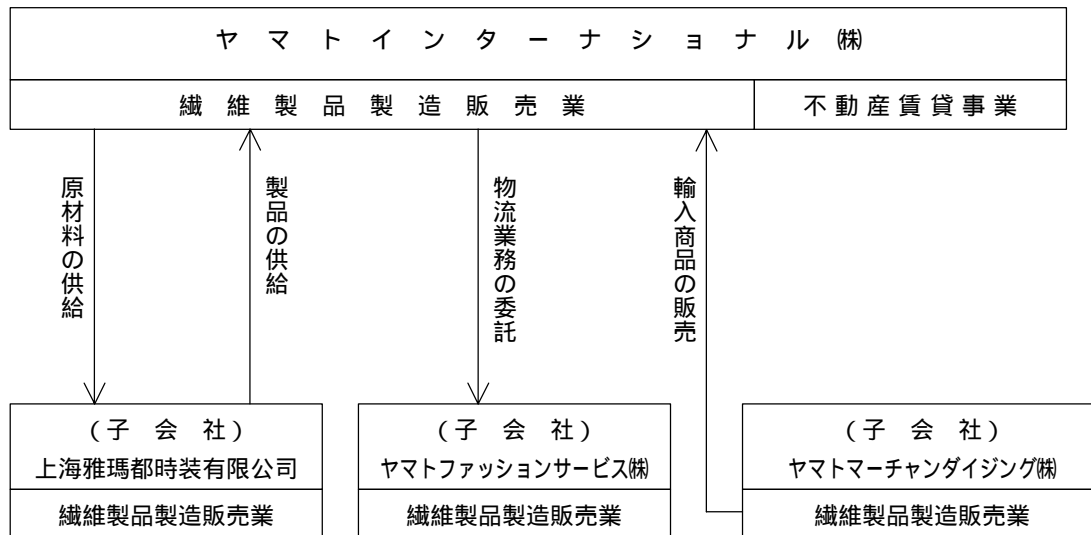 ヤマトインターナショナル㈱
繊維製品製造販売業
不動産賃貸事業
原材料の供給
製品の供給
物流業務の委託
輸入商品の販売
(子会社)
上海雅瑪都時装有限公司
繊維製品製造販売業
(子会社)
ヤマトファッションサービス㈱
繊維製品製造販売業
(子会社)
ヤマトマーチャンダイジング㈱
繊維製品製造販売業